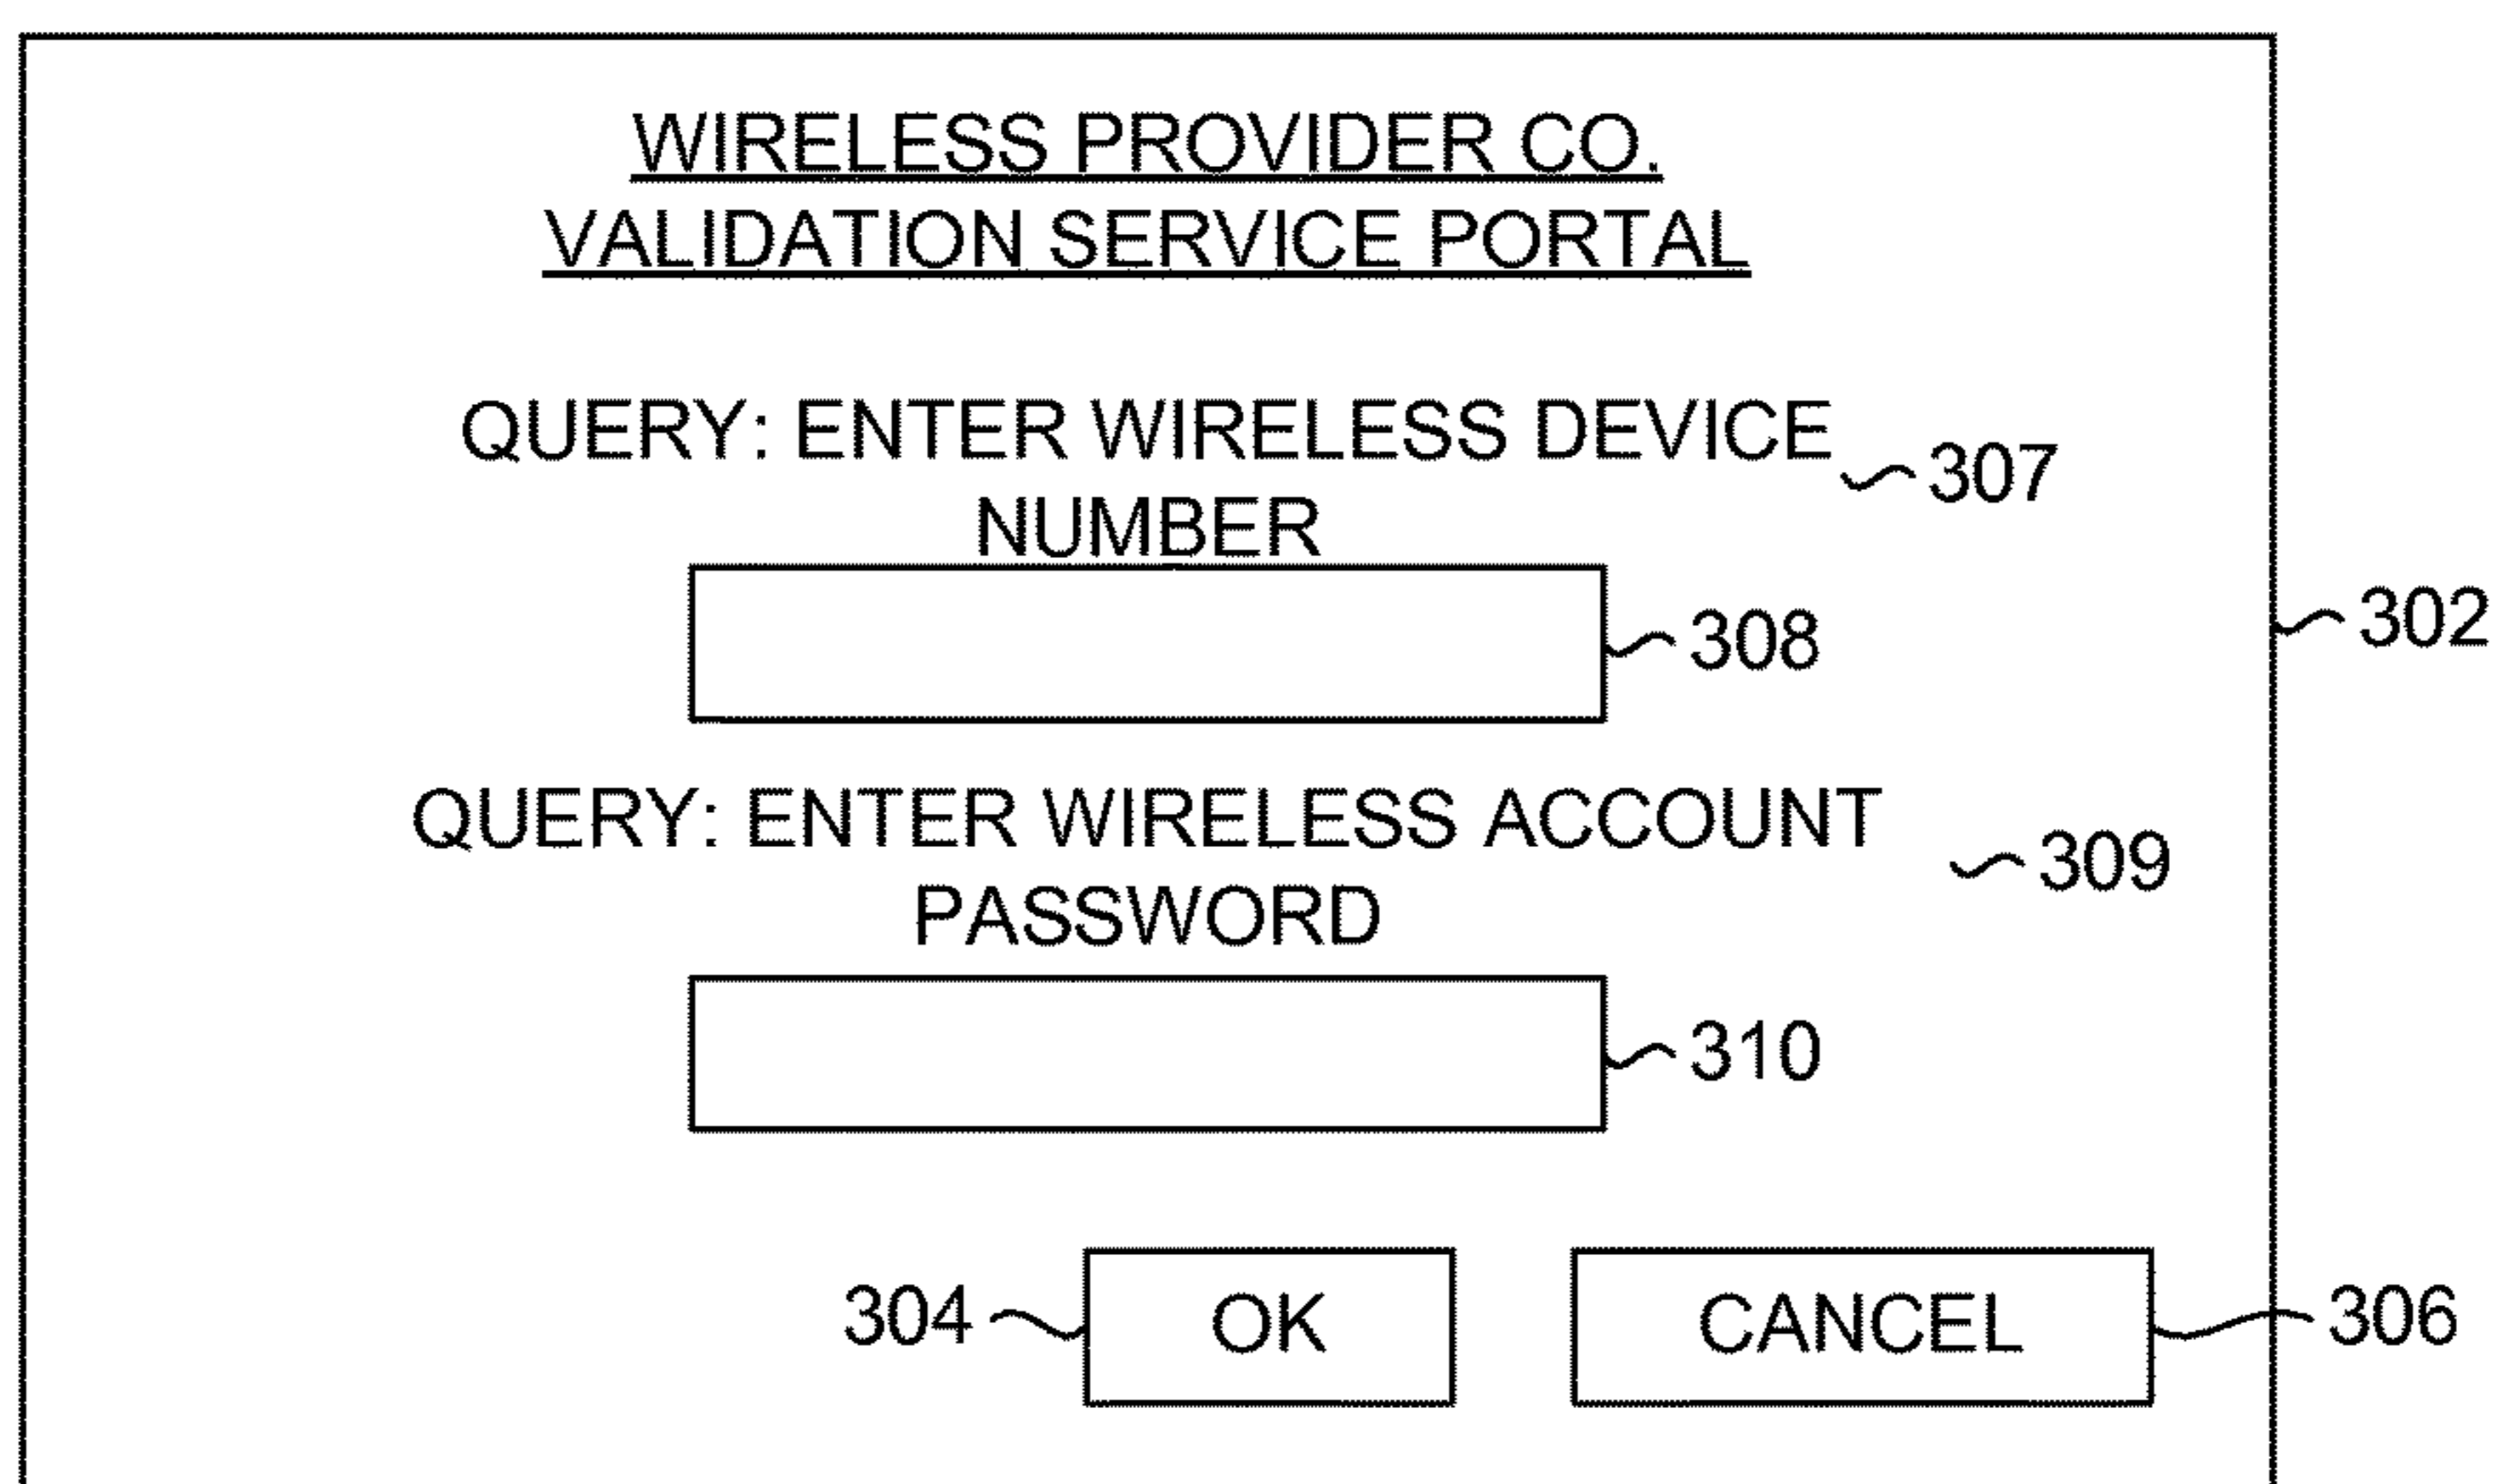 WIRELESS PROVIDER CO.
VALIDATION SERVICE PORTAL
QUERY: ENTER WIRELESS DEVICE
NUMBER
307
308
302
QUERY: ENTER WIRELESS ACCOUNT
PASSWORD
309
310
304
OK
CANCEL
306